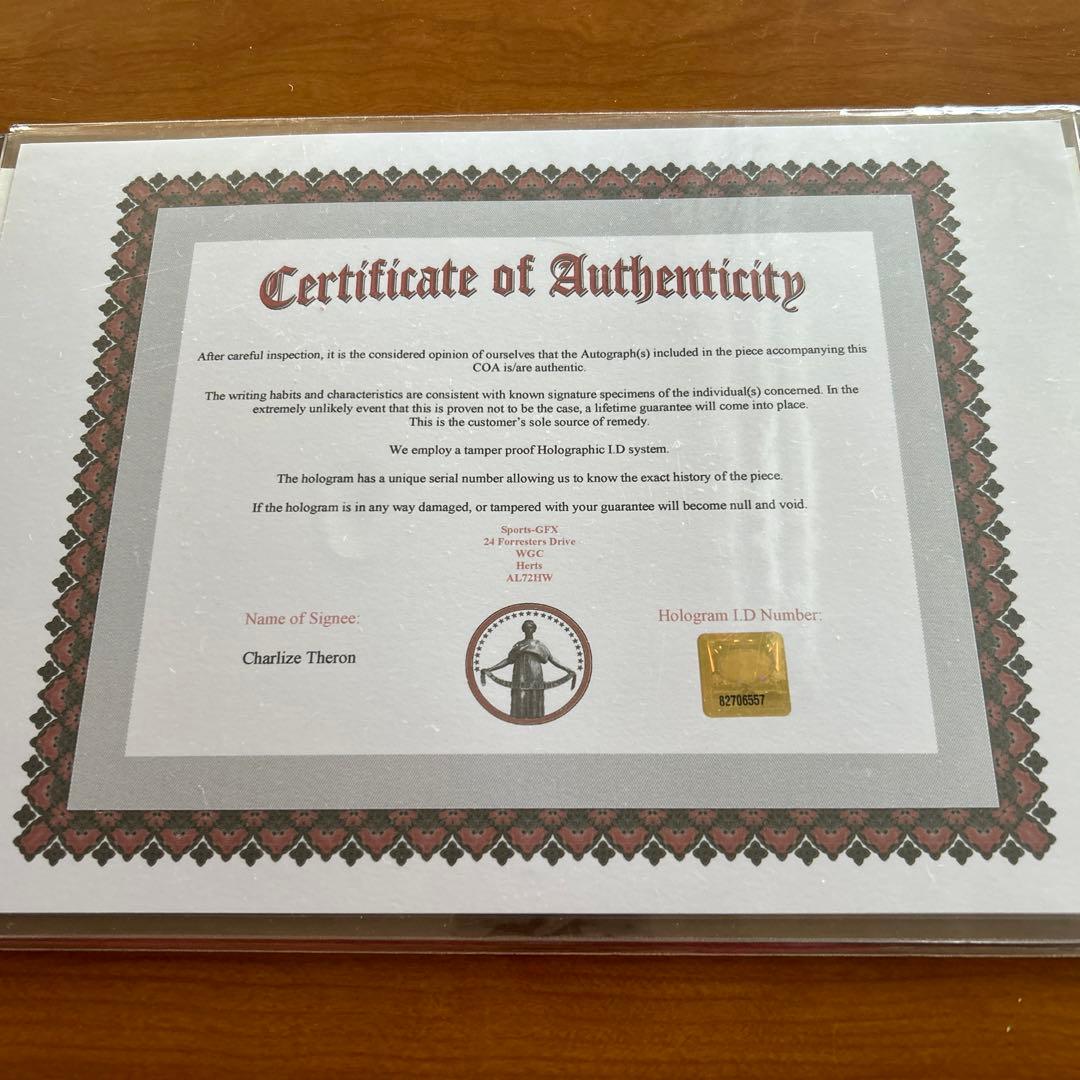 Certificate of Authenticity
After careful inspection, it is the considered opinion of ourselves that the Autograph(s) included in the piece accompanying this
COA is/are authentic.
The writing habits and characteristics are consistent with known signature specimens of the individual(s) concerned. In the
extremely unlikely event that this is proven not to be the case, a lifetime guarantee will come into place.
This is the customer's sole source of remedy.
We employ a tamper proof Holographic I.D system.
The hologram has a unique serial number allowing us to know the exact history of the piece.
If the hologram is in any way damaged, or tampered with your guarantee will become null and void.
Sports-GFX
24 Forresters Drive
WGC
Herts
AL72HW
Name of Signee:
Hologram I.D Number:
Charlize Theron
82706557